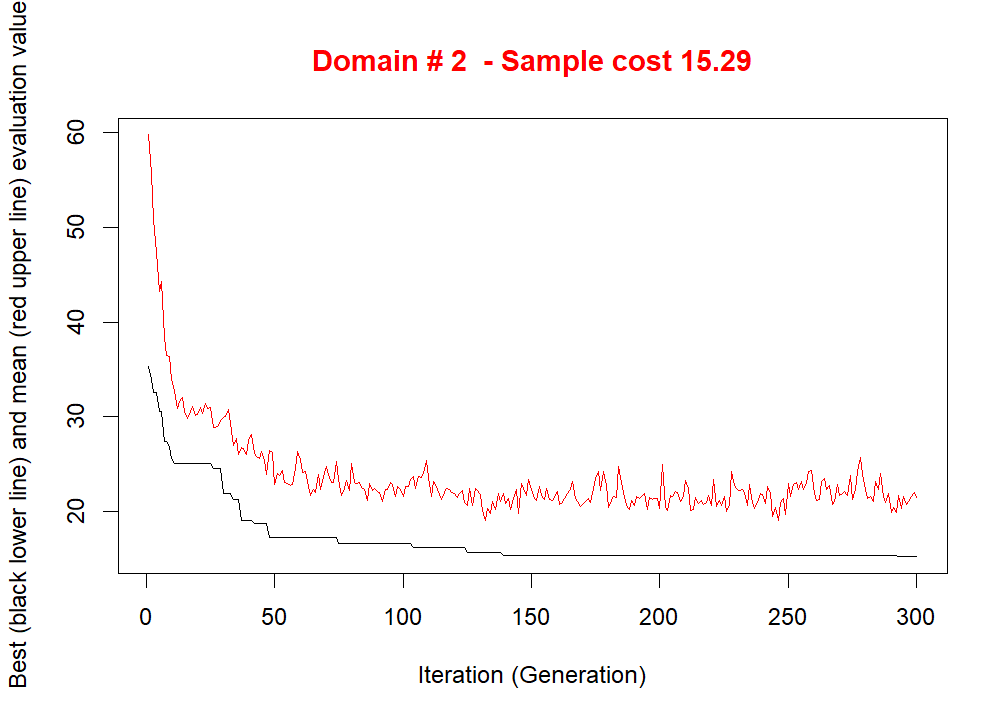 Domain # 2  - Sample cost 15.29
Best (black lower line) and mean (red upper line) evaluation value
60
50
40
30
20
0 50 100 150 200 250 300
Iteration (Generation)